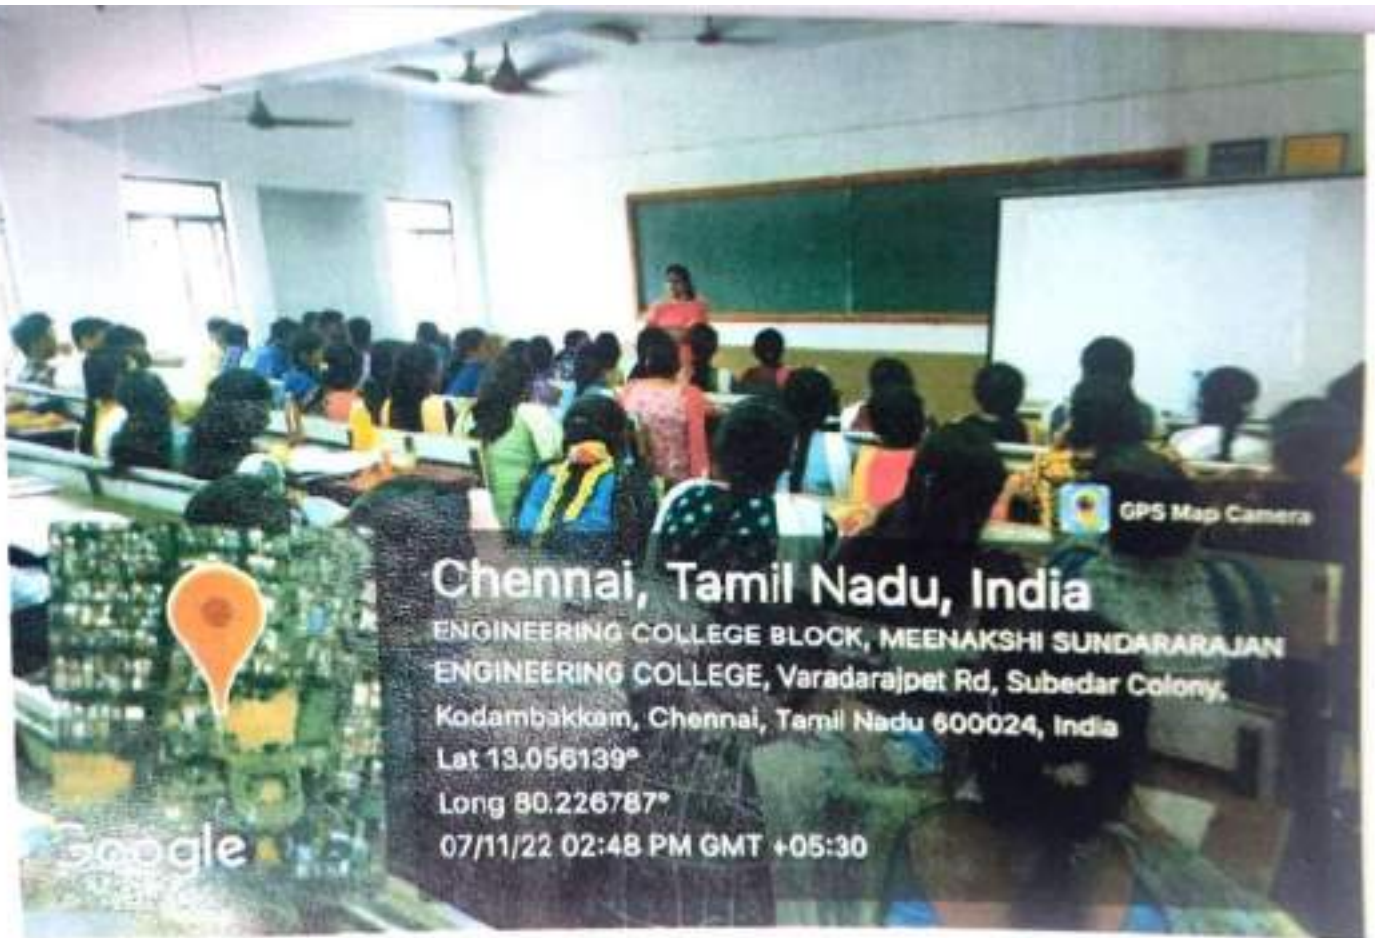 GPS Map Camera
Chennai, Tamil Nadu, India
ENGINEERING COLLEGE BLOCK, MEENAKSHI SUNDARARAJAN
ENGINEERING COLLEGE, Varadarajpet Rd, Subedar Colony,
Kodambakkam, Chennai, Tamil Nadu 600024, India
Lat 13.056139°
Long 80.226787°
07/11/22 02:48 PM GMT +05:30
Google